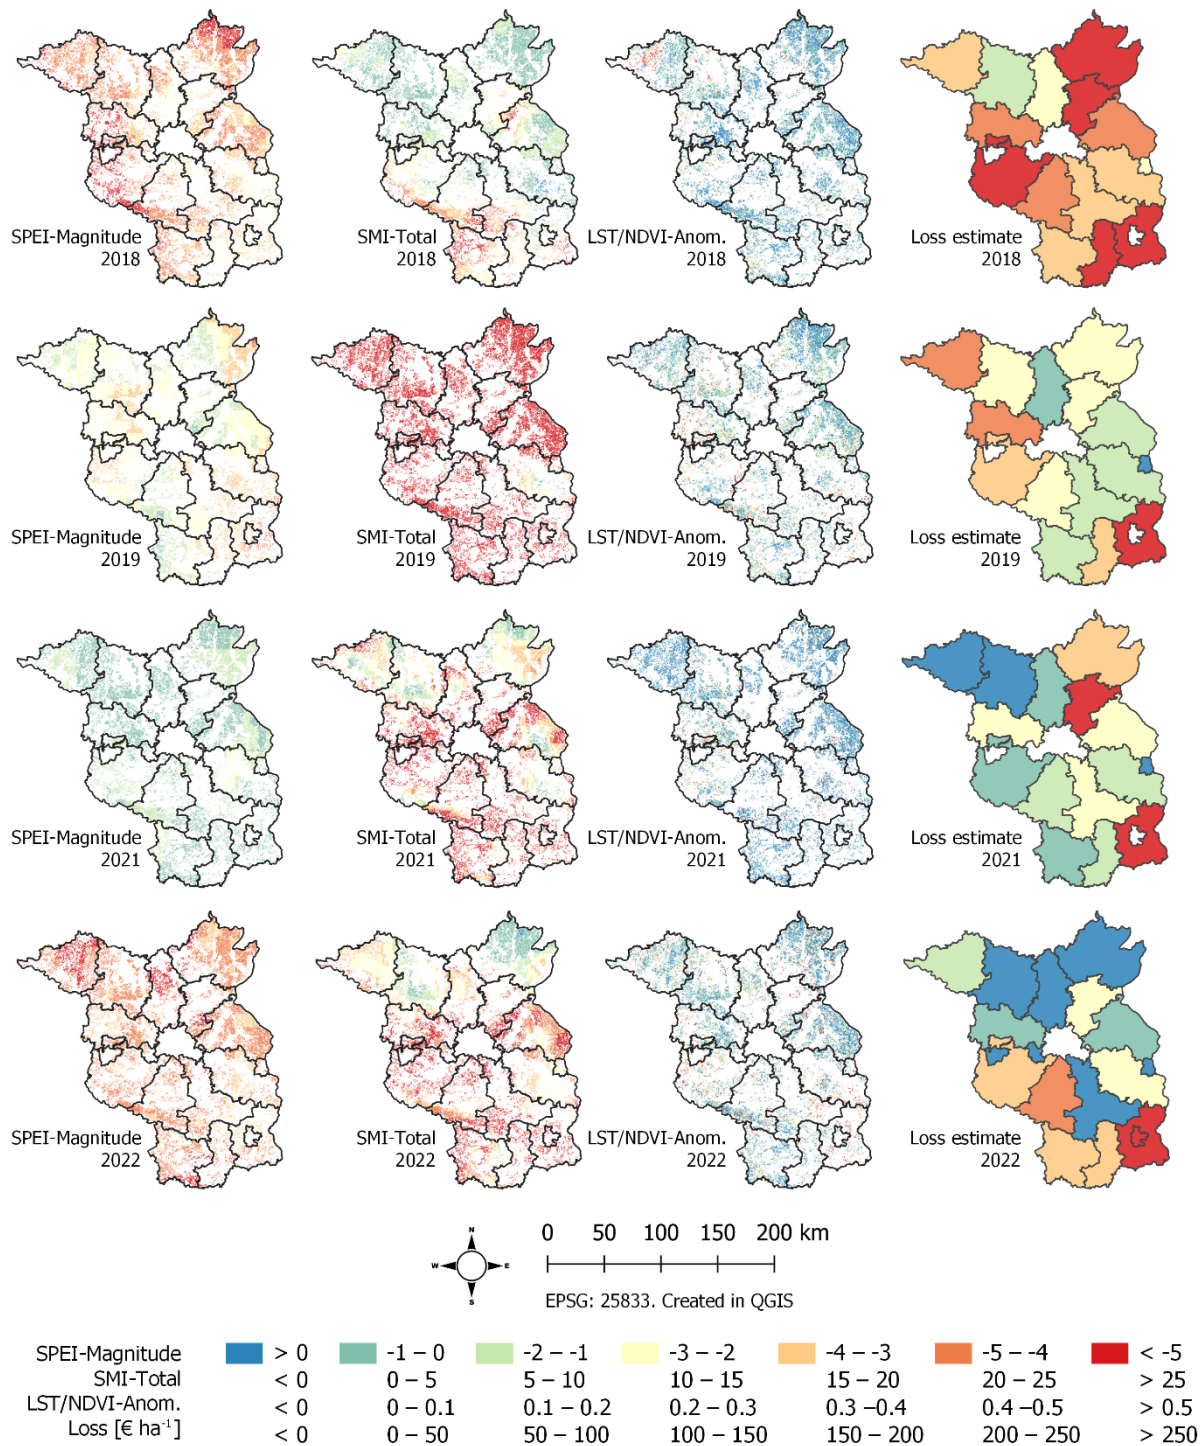 SPEI-Magnitude
2018
SMI-Total
2018
LST/NDVI-Anom.
2018
Loss estimate
2018
SPEI-Magnitude
2019
SMI-Total
2019
LST/NDVI-Anom.
2019
Loss estimate
2019
SPEI-Magnitude
2021
SMI-Total
2021
LST/NDVI-Anom.
2021
Loss estimate
2021
SPEI-Magnitude
2022
SMI-Total
2022
LST/NDVI-Anom.
2022
Loss estimate
2022
N
W E
S
0 50 100 150 200 km
EPSG: 25833. Created in QGIS
SPEI-Magnitude > 0 -1 – 0 -2 – -1 -3 – -2 -4 – -3 -5 – -4 < -5
SMI-Total < 0 0 – 5 5 – 10 10 – 15 15 – 20 20 – 25 > 25
LST/NDVI-Anom. < 0 0 – 0.1 0.1 – 0.2 0.2 – 0.3 0.3 –0.4 0.4 –0.5 > 0.5
Loss [€ ha⁻¹] < 0 0 – 50 50 – 100 100 – 150 150 – 200 200 – 250 > 250